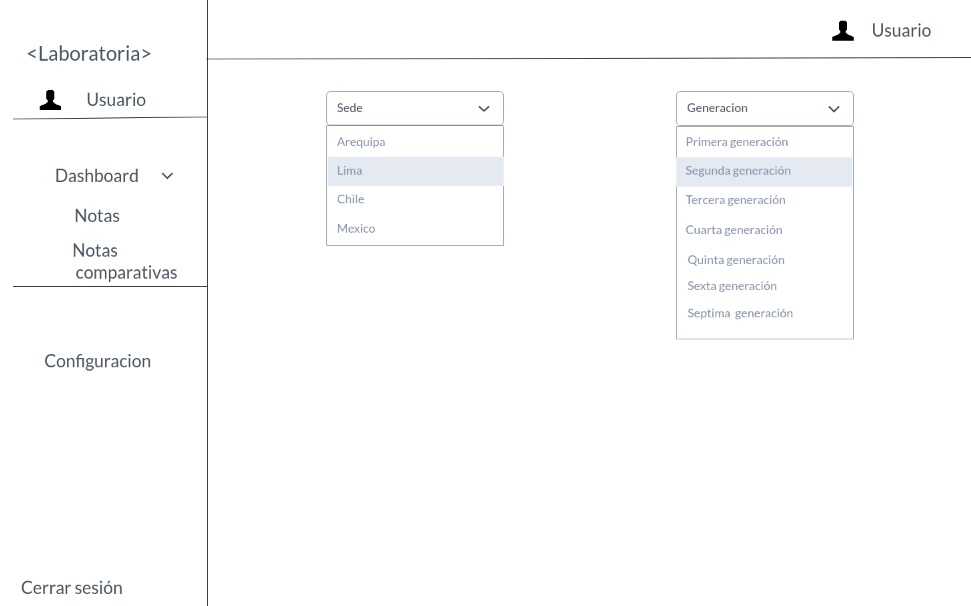 <Laboratoria>
Usuario
Dashboard
Notas
Notas
comparativas
Configuracion
Cerrar sesión
Usuario
Sede
Arequipa
Lima
Chile
Mexico
Generacion
Primera generación
Segunda generación
Tercera generación
Cuarta generación
Quinta generación
Sexta generación
Septima generación